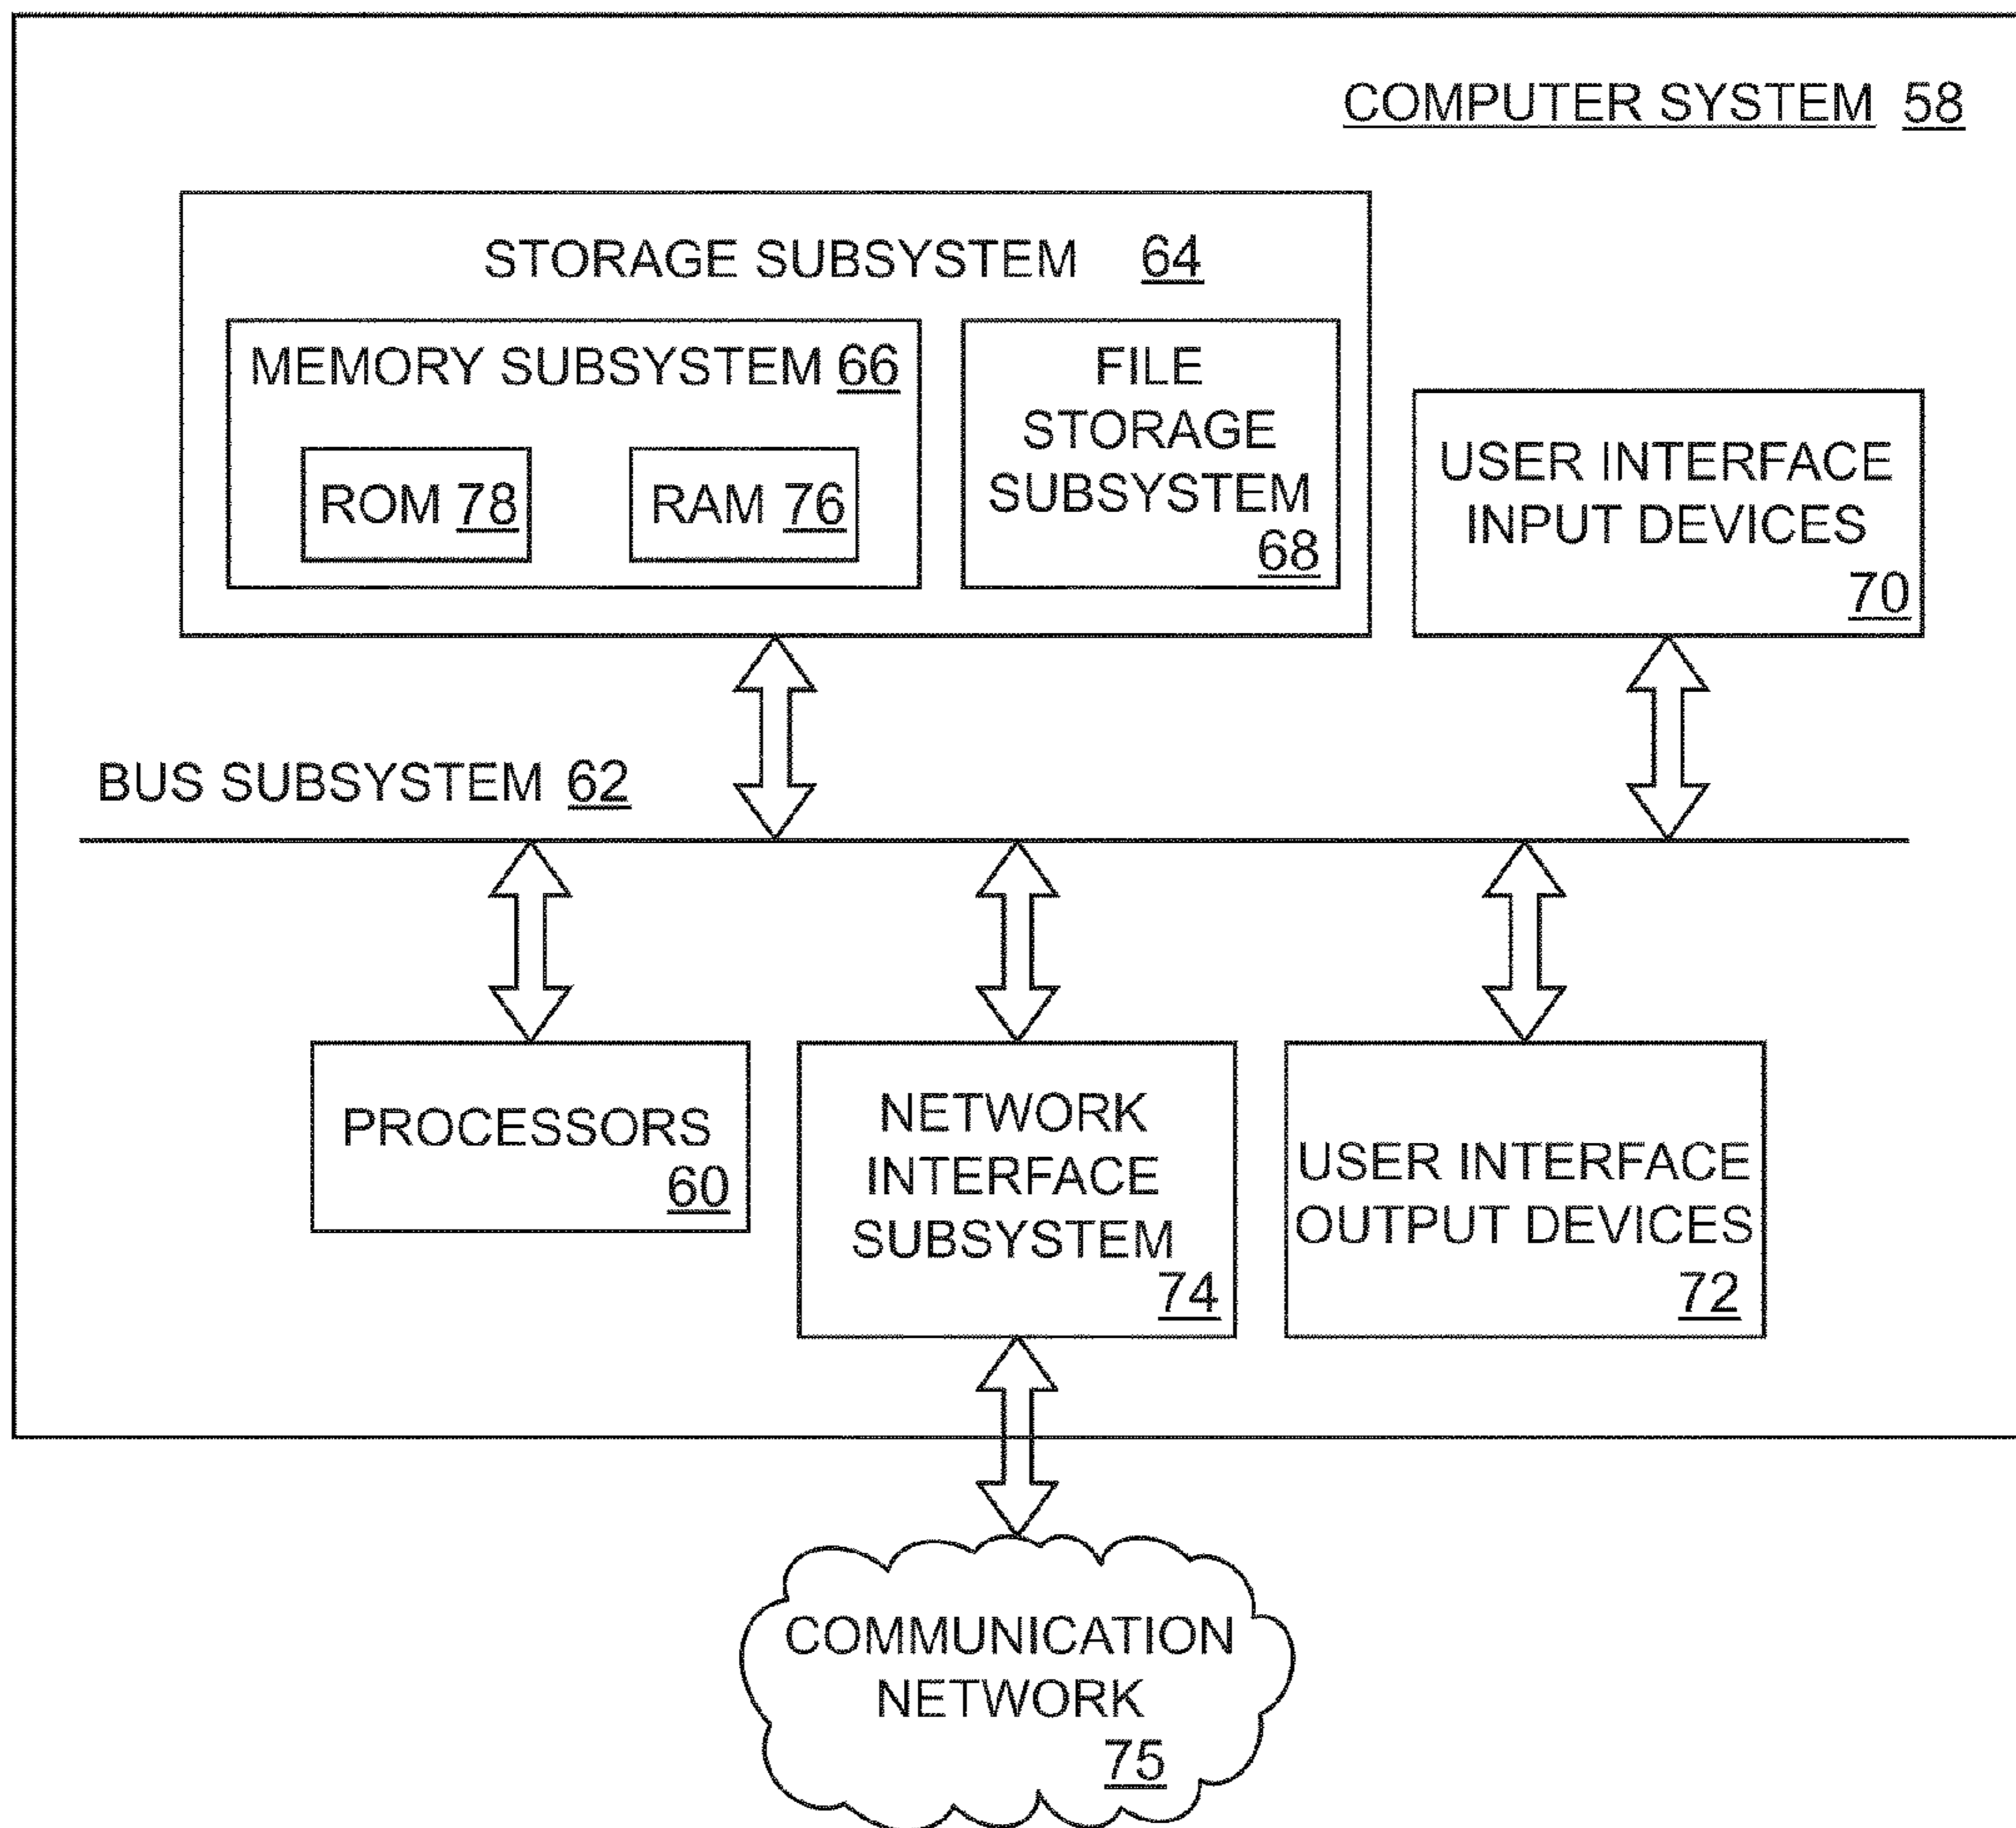 COMPUTER SYSTEM 58
STORAGE SUBSYSTEM 64
MEMORY SUBSYSTEM 66
ROM 78
RAM 76
FILE
STORAGE
SUBSYSTEM
68
USER INTERFACE
INPUT DEVICES
70
BUS SUBSYSTEM 62
PROCESSORS
60
NETWORK
INTERFACE
SUBSYSTEM
74
USER INTERFACE
OUTPUT DEVICES
72
COMMUNICATION
NETWORK
75